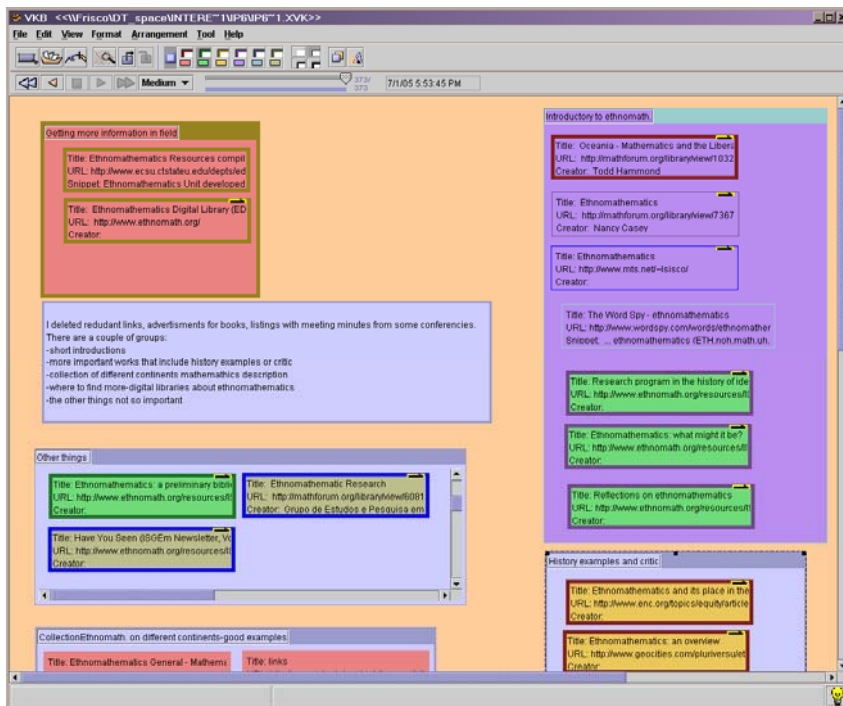 VKB <<\\Frisco\DT_space\INTERE~1\IP6\IP6~1.XVK>>
File Edit View Format Arrangement Tool Help
Medium
373/
373
7/1/05 5:53:45 PM
Getting more information in field
Title: Ethnomathematics Resources compil
URL: http://www.ecsu.ctstateu.edu/depts/ed
Snippet: Ethnomathematics Unit developed
Title: Ethnomathematics Digital Library (ED
URL: http://www.ethnomath.org/
Creator:
I deleted redudant links, advertisments for books, listings with meeting minutes from some conferencies.
There are a couple of groups:
-short introductions
-more important works that include history examples or critic
-collection of different continents mathemathics description
-where to find more-digital libraries about ethnomathematics
-the other things not so important
Other things
Title: Ethnomathematics: a preliminary biblio
URL: http://www.ethnomath.org/resources/IS
Creator:
Title: Ethnomathematic Research
URL: http://mathforum.org/library/view/6081
Creator: Grupo de Estudos e Pesquisa em
Title: Have You Seen (ISGEm Newsletter, Vo
URL: http://www.ethnomath.org/resources/IS
Creator:
CollectionEthnomath. on different continents-good examples
Title: Ethnomathematics General - Mathema
Title: links
Introductory to ethnomath.
Title: Oceania - Mathematics and the Libera
URL: http://mathforum.org/library/view/1032
Creator: Todd Hammond
Title: Ethnomathematics
URL: http://mathforum.org/library/view/7367
Creator: Nancy Casey
Title: Ethnomathematics
URL: http://www.mts.net/~lsisco/
Creator:
Title: The Word Spy - ethnomathematics
URL: http://www.wordspy.com/words/ethnomather
Snippet: ... ethnomathematics (ETH.noh.math.uh.
Title: Research program in the history of ide
URL: http://www.ethnomath.org/resources/IS
Creator:
Title: Ethnomathematics: what might it be?
URL: http://www.ethnomath.org/resources/IS
Creator:
Title: Reflections on ethnomathematics
URL: http://www.ethnomath.org/resources/IS
Creator:
History examples and critic
Title: Ethnomathematics and its place in the
URL: http://www.enc.org/topics/equity/article
Creator:
Title: Ethnomathematics: an overview
URL: http://www.geocities.com/pluriversu/et
Creator: